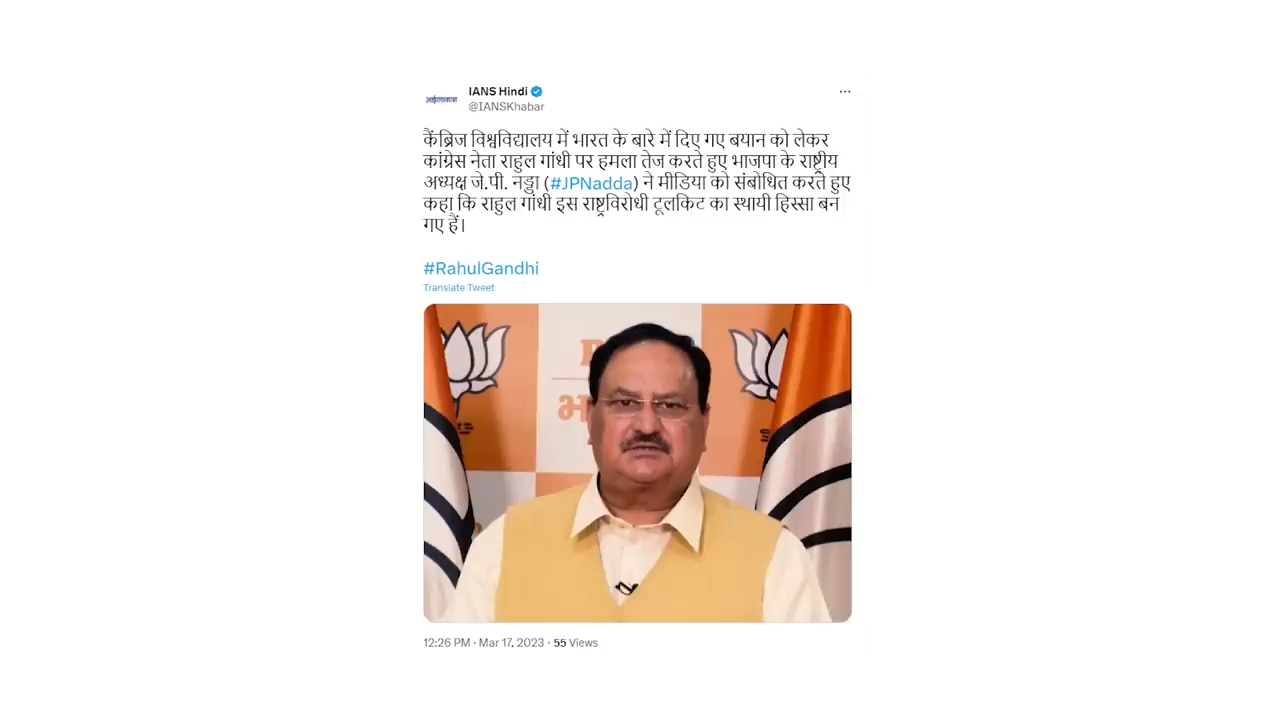 IANS Hindi
@IANSKhabar
कैंब्रिज विश्वविद्यालय में भारत के बारे में दिए गए बयान को लेकर
कांग्रेस नेता राहुल गांधी पर हमला तेज करते हुए भाजपा के राष्ट्रीय
अध्यक्ष जे.पी. नड्डा (#JPNadda) ने मीडिया को संबोधित करते हुए
कहा कि राहुल गांधी इस राष्ट्रविरोधी टूलकिट का स्थायी हिस्सा बन
गए हैं।
#RahulGandhi
Translate Tweet
12:26 PM · Mar 17, 2023 · 55 Views